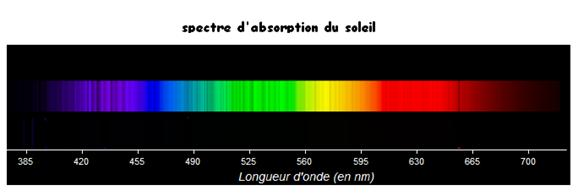 spectre d'absorption du soleil
385 420 455 490 525 560 595 630 665 700
Longueur d'onde (en nm)